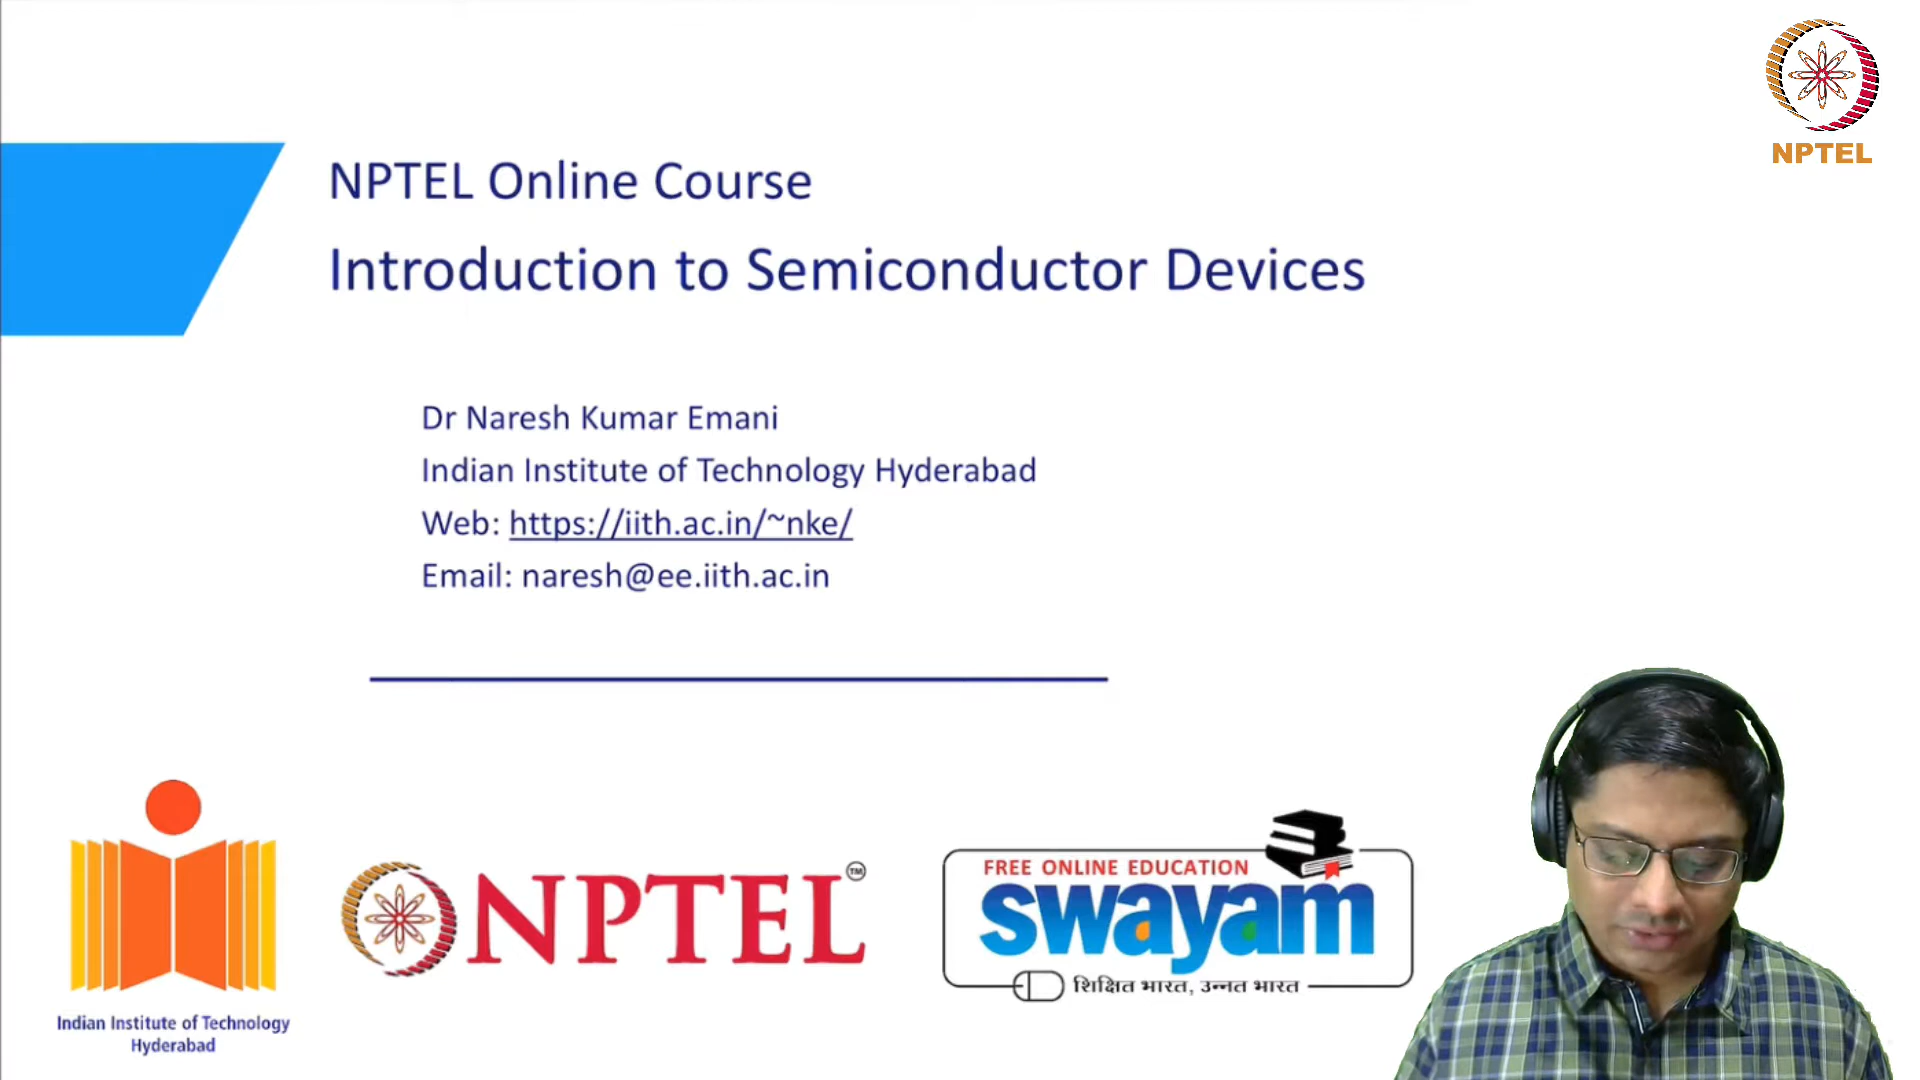 NPTEL
NPTEL Online Course
Introduction to Semiconductor Devices
Dr Naresh Kumar Emani
Indian Institute of Technology Hyderabad
Web: https://iith.ac.in/~nke/
Email: naresh@ee.iith.ac.in
Indian Institute of Technology
Hyderabad
NPTEL™
FREE ONLINE EDUCATION
swayam
शिक्षित भारत, उन्नत भारत